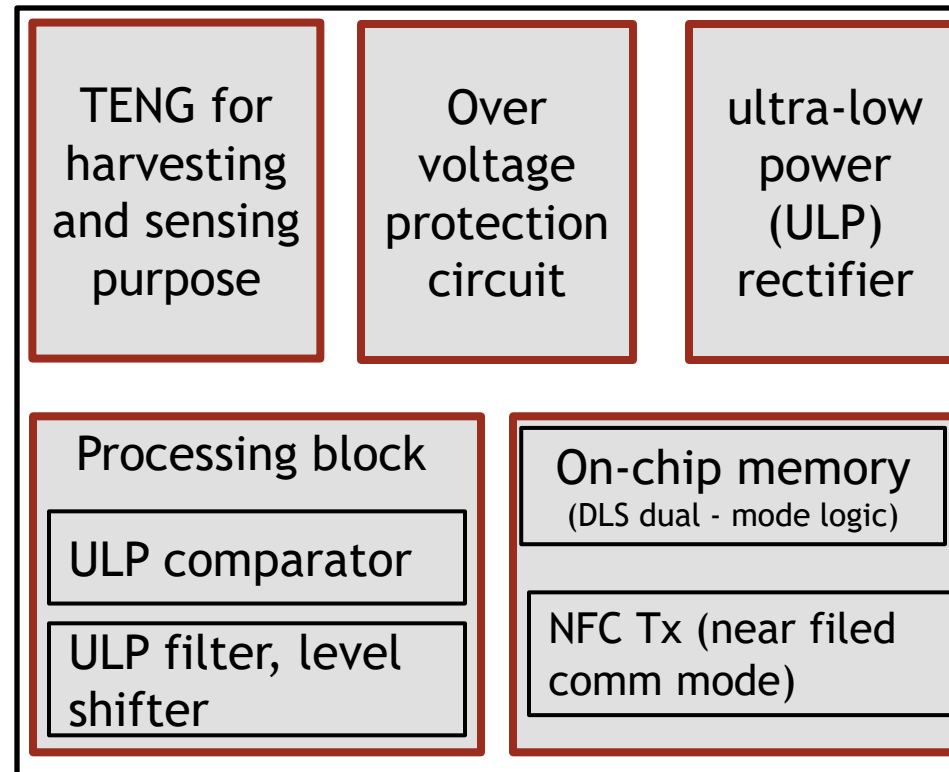 TENG for
harvesting
and sensing
purpose
Over
voltage
protection
circuit
ultra-low
power
(ULP)
rectifier
Processing block
ULP comparator
ULP filter, level
shifter
On-chip memory
(DLS dual - mode logic)
NFC Tx (near filed
comm mode)